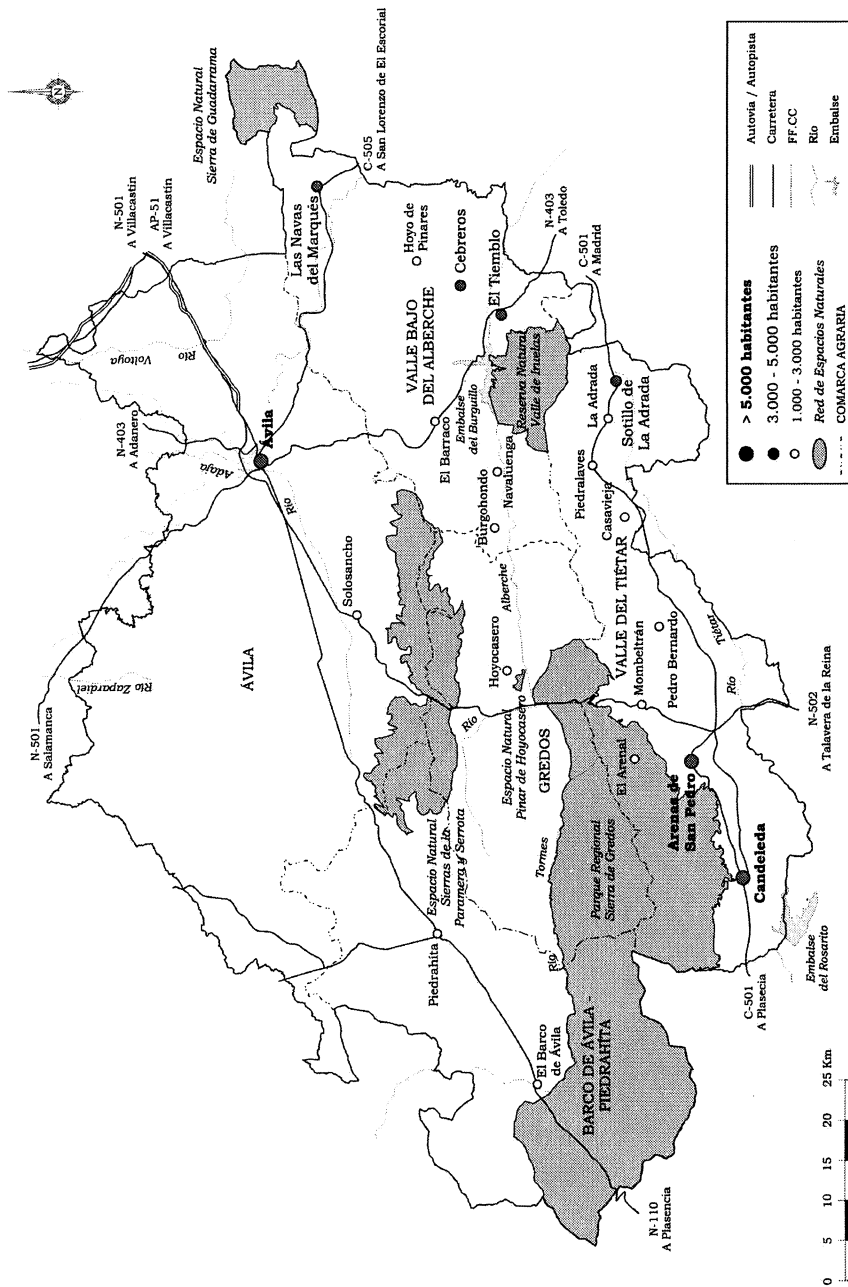 N-501
A Villacastín
AP-51
A Villacastín
Espacio Natural
Sierra de Guadarrama
N-403
A Adanero
N-501
A Salamanca
Río Zapardiel
Adaja
Río
Voltoya
Río
Ávila
ÁVILA
Las Navas
del Marqués
C-505
A San Lorenzo de El Escorial
Hoyo de
Pinares
Cebreros
VALLE BAJO
DEL ALBERCHE
El Tiemblo
N-403
A Toledo
C-501
A Madrid
El Barraco
Embalse
del Burguillo
Reserva Natural
Valle de Iruelas
Navaluenga
Burgohondo
Solosancho
Alberche
Río
Hoyocasero
Espacio Natural
Pinar de Hoyocasero
Espacio Natural
Sierras de la
Paramera y Serrota
Piedrahita
El Barco
de Ávila
BARCO DE ÁVILA -
PIEDRAHÍTA
N-110
A Plasencia
GREDOS
Tormes
Río
Parque Regional
Sierra de Gredos
El Arenal
Mombeltrán
VALLE DEL TIÉTAR
Pedro Bernardo
Casavieja
Piedralaves
La Adrada
Sotillo de
La Adrada
Tiétar
Río
Arenas de
San Pedro
Candeleda
N-502
A Talavera de la Reina
C-501
A Plasecia
Embalse
del Rosarito
0 5 10 15 20 25 Km
> 5.000 habitantes
3.000 - 5.000 habitantes
1.000 - 3.000 habitantes
Red de Espacios Naturales
COMARCA AGRARIA
Autovía / Autopista
Carretera
FF.CC
Río
Embalse